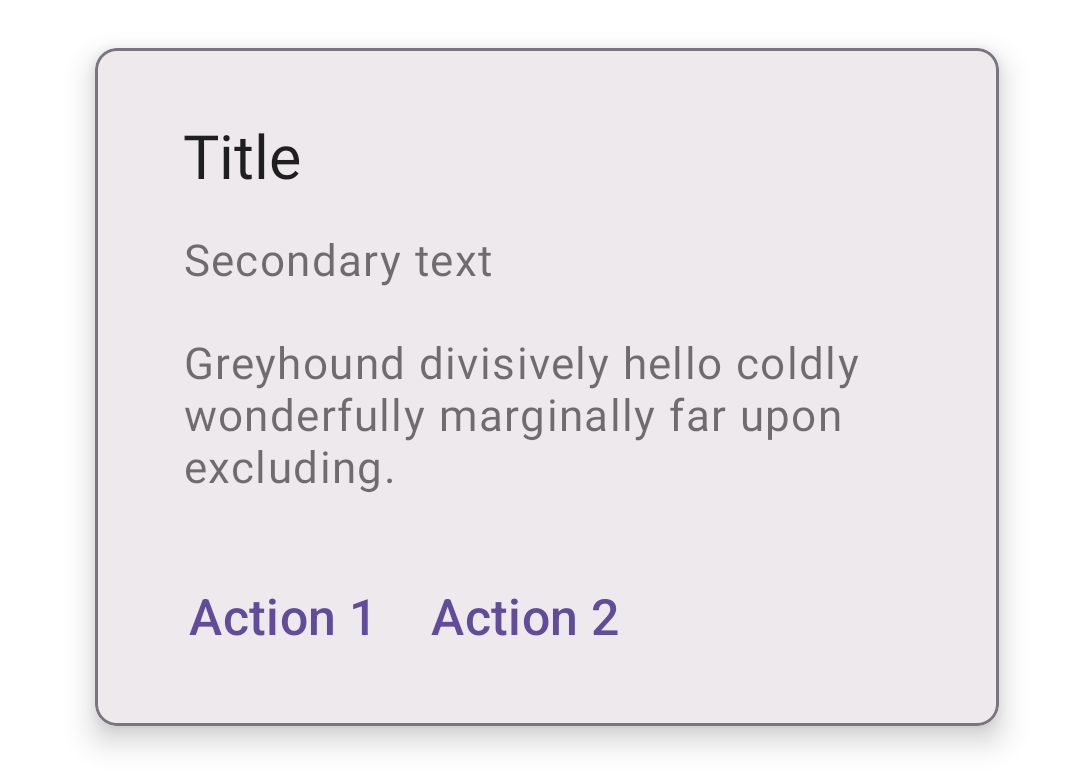 Title
Secondary text
Greyhound divisively hello coldly
wonderfully marginally far upon
excluding.
Action 1 Action 2